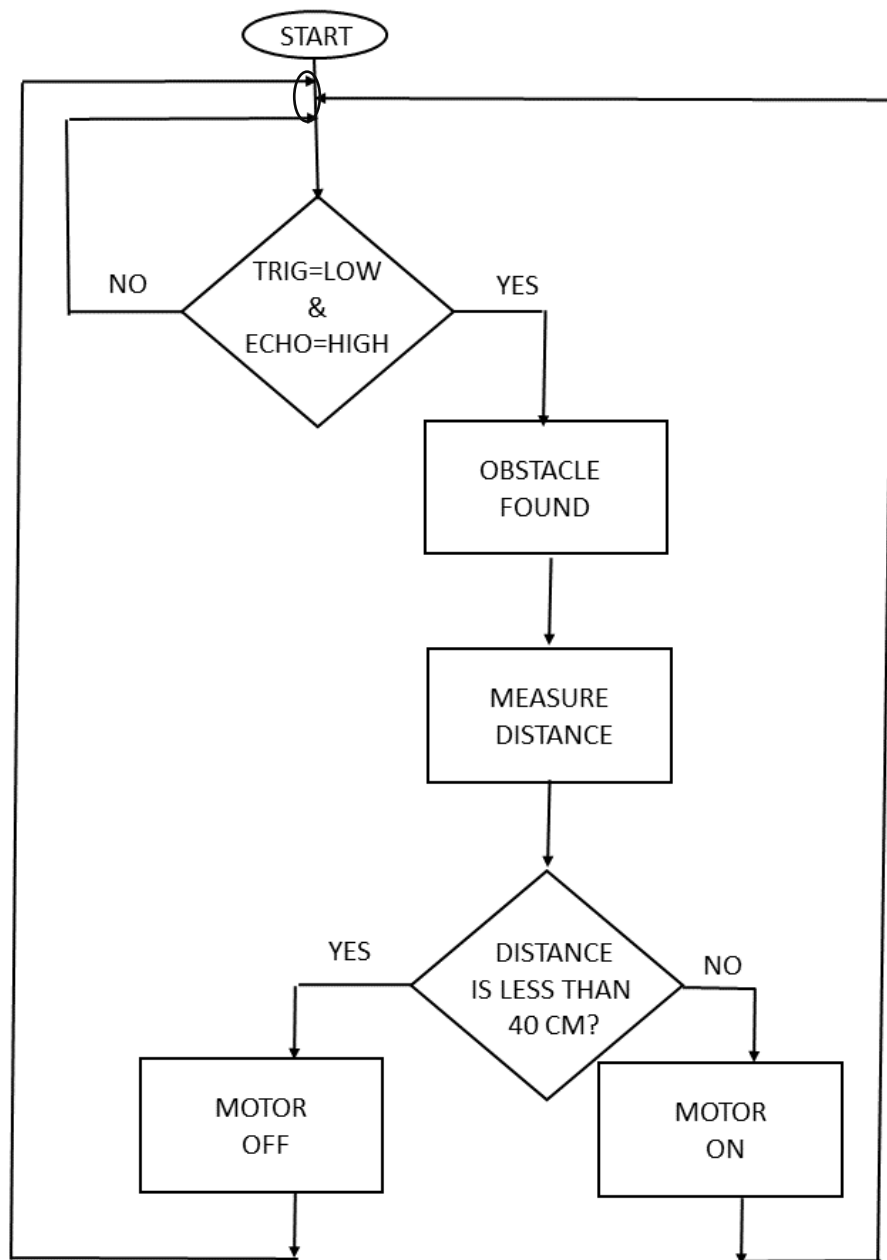 START
TRIG=LOW
&
ECHO=HIGH
NO
YES
OBSTACLE
FOUND
MEASURE
DISTANCE
DISTANCE
IS LESS THAN
40 CM?
YES
NO
MOTOR
OFF
MOTOR
ON